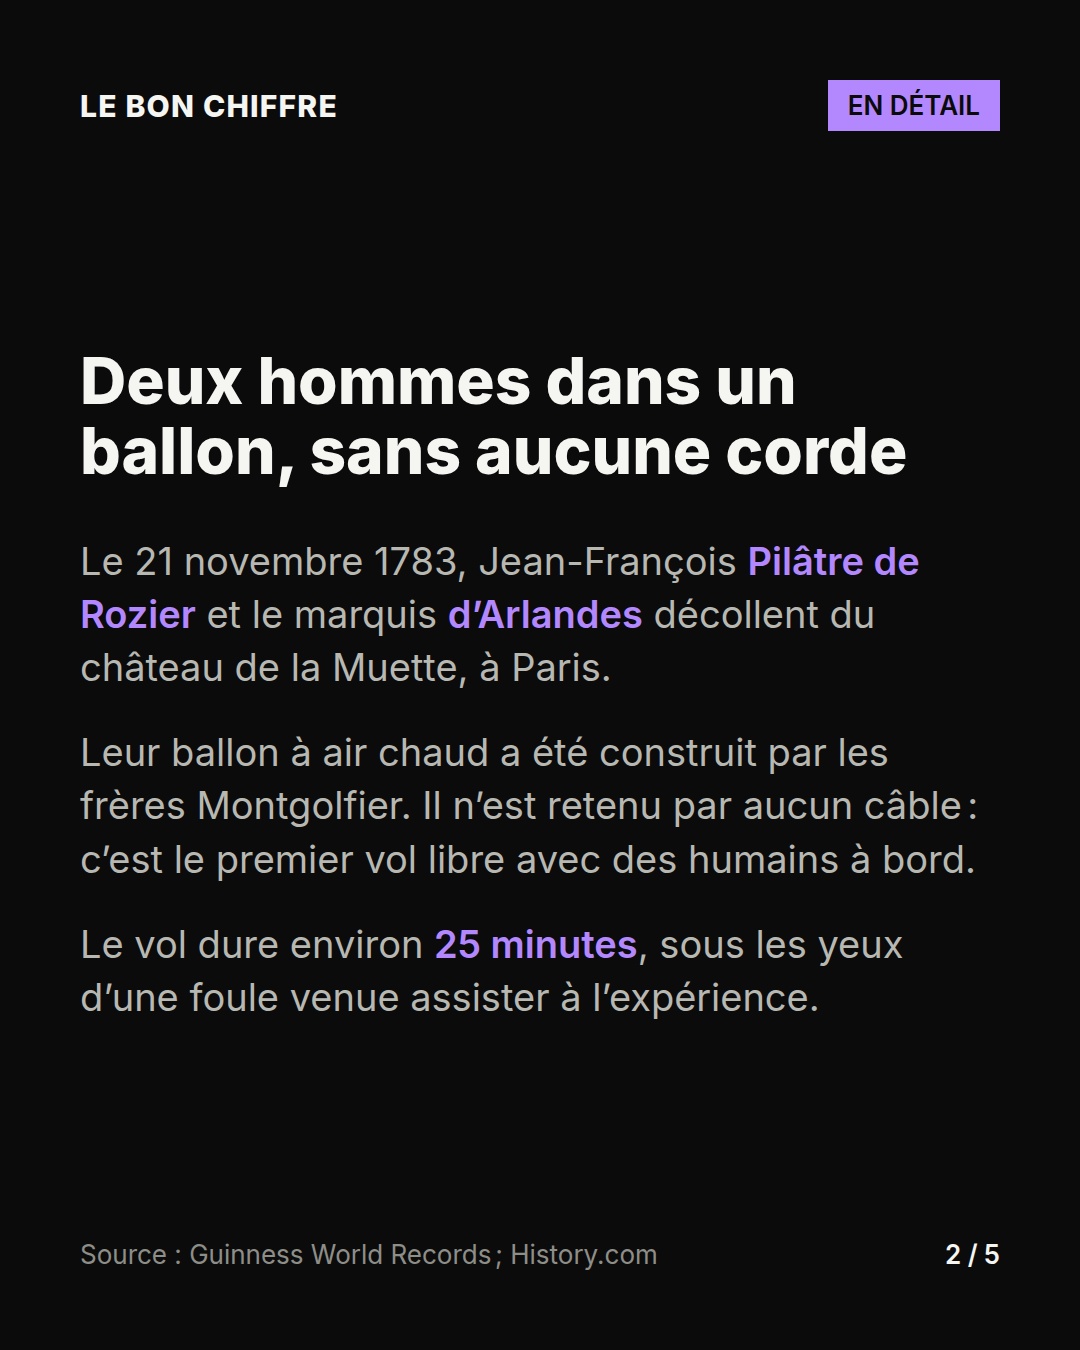 LE BON CHIFFRE
EN DÉTAIL
Deux hommes dans un
ballon, sans aucune corde
Le 21 novembre 1783, Jean-François Pilâtre de
Rozier et le marquis d’Arlandes décollent du
château de la Muette, à Paris.
Leur ballon à air chaud a été construit par les
frères Montgolfier. Il n’est retenu par aucun câble :
c’est le premier vol libre avec des humains à bord.
Le vol dure environ 25 minutes, sous les yeux
d’une foule venue assister à l’expérience.
Source : Guinness World Records ; History.com
2 / 5